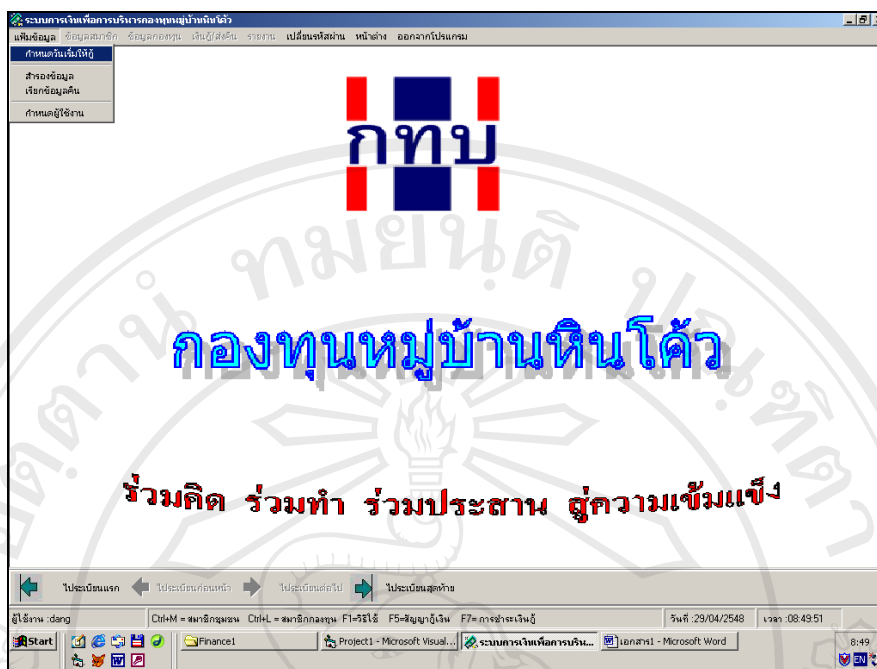 ระบบการเงินเพื่อการบริหารกองทุนหมู่บ้านหินโค้ว
แฟ้มข้อมูล ข้อมูลสมาชิก ข้อมูลกองทุน เงินกู้/ส่งคืน รายงาน เปลี่ยนรหัสผ่าน หน้าต่าง ออกจากโปรแกรม
กำหนดวันเริ่มให้กู้
สำรองข้อมูล
เรียกข้อมูลคืน
กำหนดผู้ใช้งาน
กทบ
กองทุนหมู่บ้านหินโค้ว
ร่วมคิด ร่วมทำ ร่วมประสาน สู่ความเข้มแข็ง
ไประเบียนแรก ไประเบียนก่อนหน้า ไประเบียนต่อไป ไประเบียนสุดท้าย
ผู้ใช้งาน :dang Ctrl+M = สมาชิกชุมชน Ctrl+L = สมาชิกกองทุน F1=วิธีใช้ F5=สัญญากู้เงิน F7= การชำระเงินกู้ วันที่ :29/04/2548 เวลา :08:49:51
Start Finance1 Project1 - Microsoft Visual... ระบบการเงินเพื่อการบริห... เอกสาร1 - Microsoft Word 8:49
EN